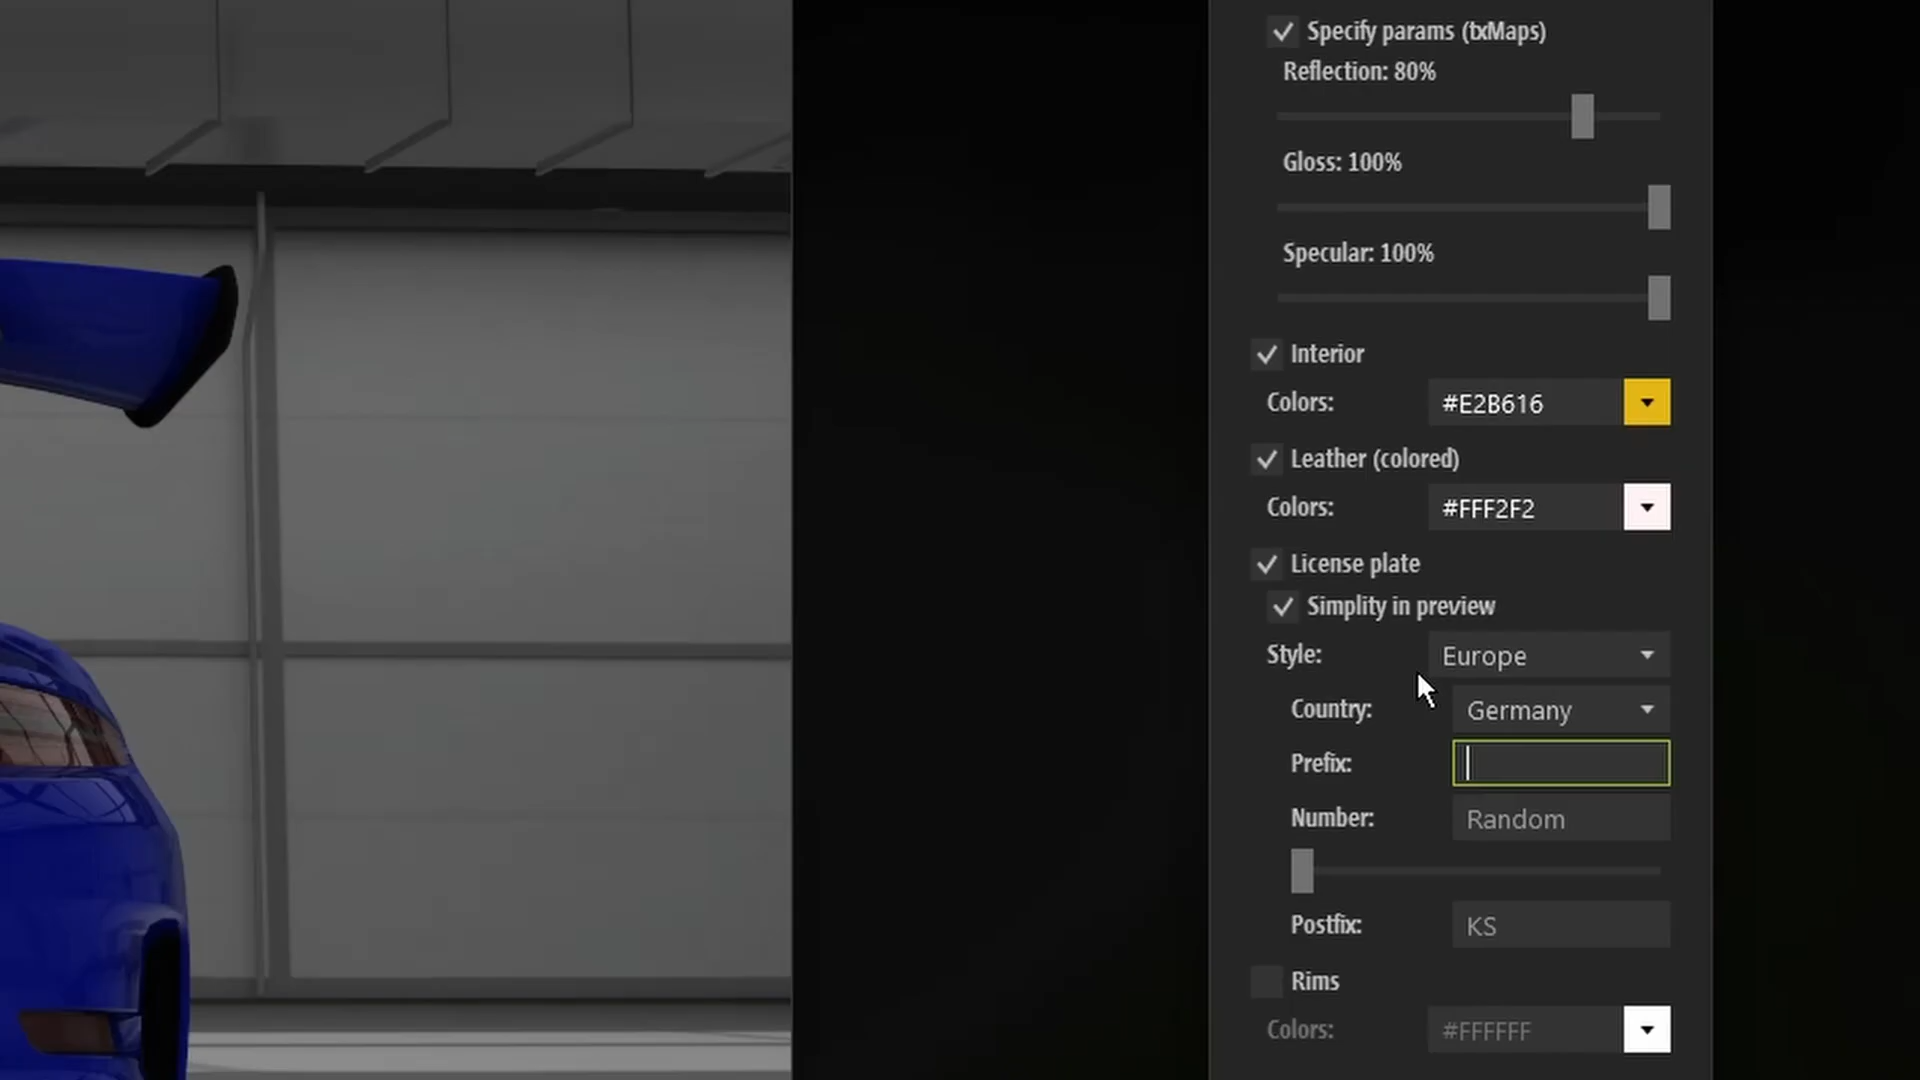 Specify params (txMaps)
Reflection: 80%
Gloss: 100%
Specular: 100%
Interior
Colors: #E2B616
Leather (colored)
Colors: #FFF2F2
License plate
Simplity in preview
Style: Europe
Country: Germany
Prefix:
Number: Random
Postfix: KS
Rims
Colors: #FFFFFF